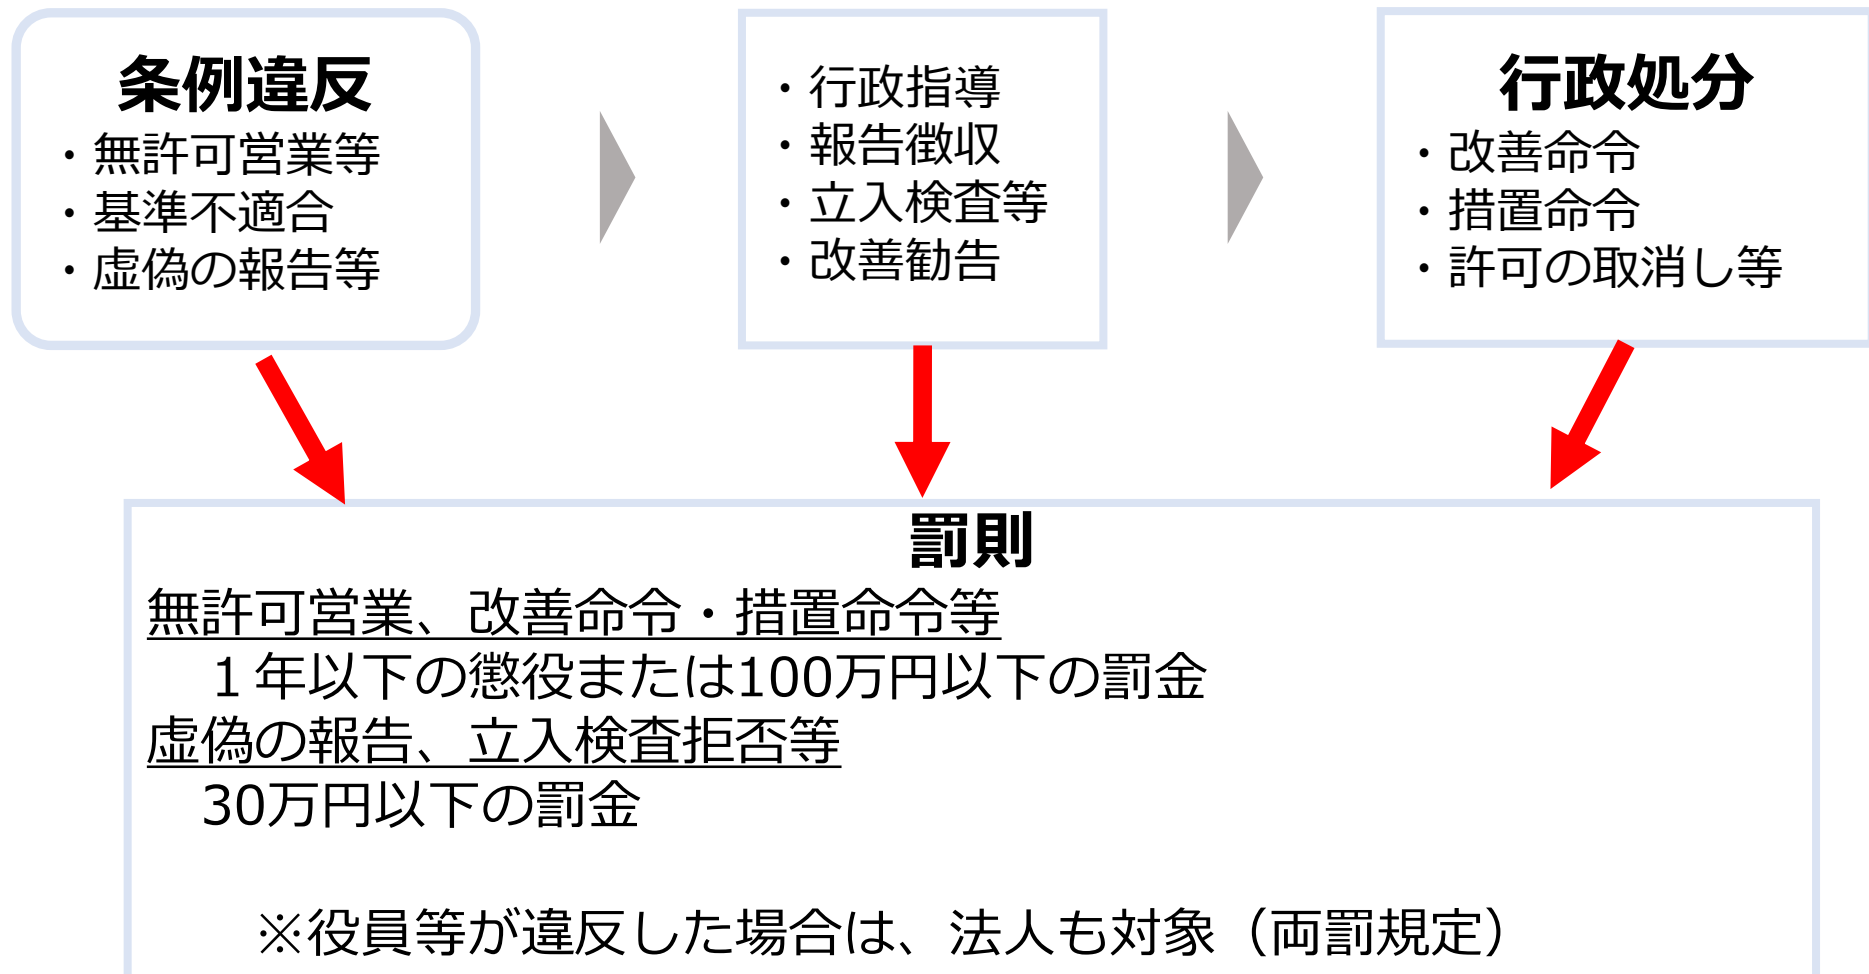 条例違反
・無許可営業等
・基準不適合
・虚偽の報告等
・行政指導
・報告徴収
・立入検査等
・改善勧告
行政処分
・改善命令
・措置命令
・許可の取消し等
罰則
無許可営業、改善命令・措置命令等
１年以下の懲役または100万円以下の罰金
虚偽の報告、立入検査拒否等
30万円以下の罰金
※役員等が違反した場合は、法人も対象（両罰規定）